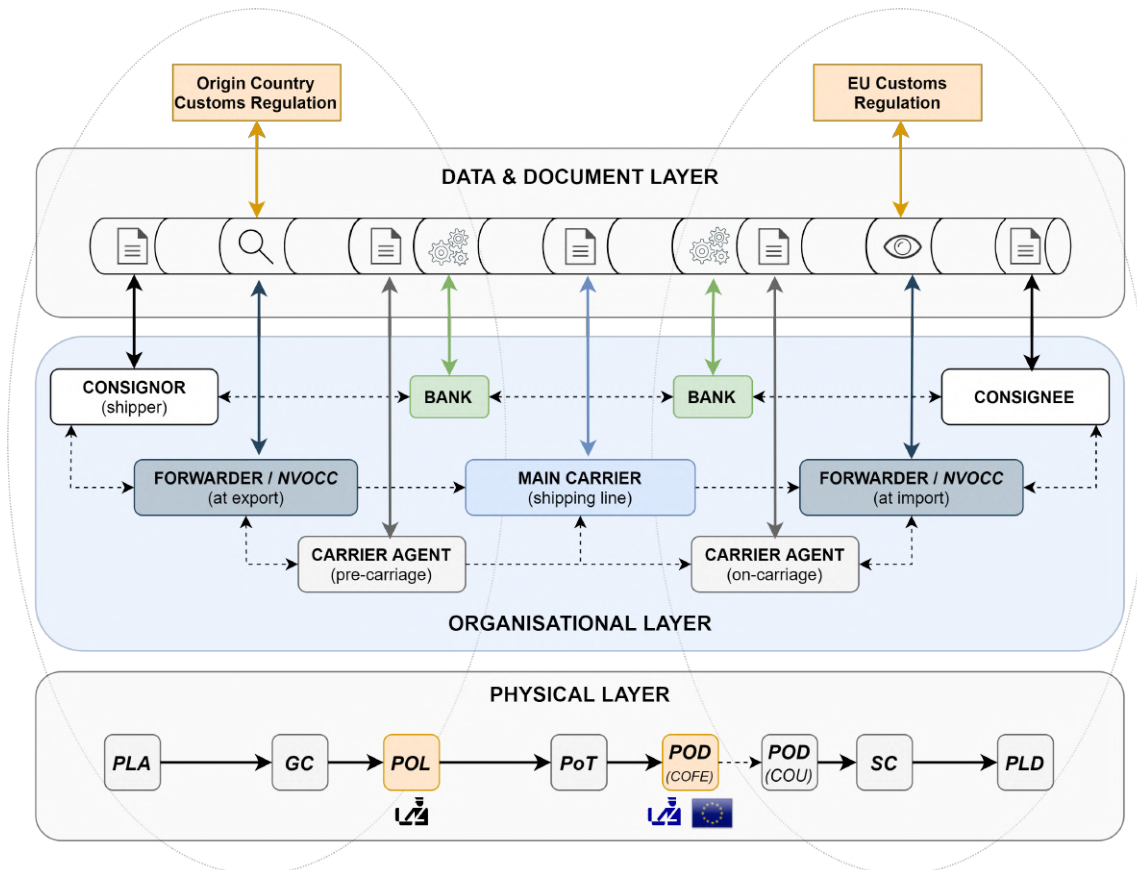 Origin Country
Customs Regulation
EU Customs
Regulation
DATA & DOCUMENT LAYER
CONSIGNOR
(shipper)
BANK
BANK
CONSIGNEE
FORWARDER / NVOCC
(at export)
MAIN CARRIER
(shipping line)
FORWARDER / NVOCC
(at import)
CARRIER AGENT
(pre-carriage)
CARRIER AGENT
(on-carriage)
ORGANISATIONAL LAYER
PHYSICAL LAYER
PLA
GC
POL
PoT
POD
(COFE)
POD
(COU)
SC
PLD